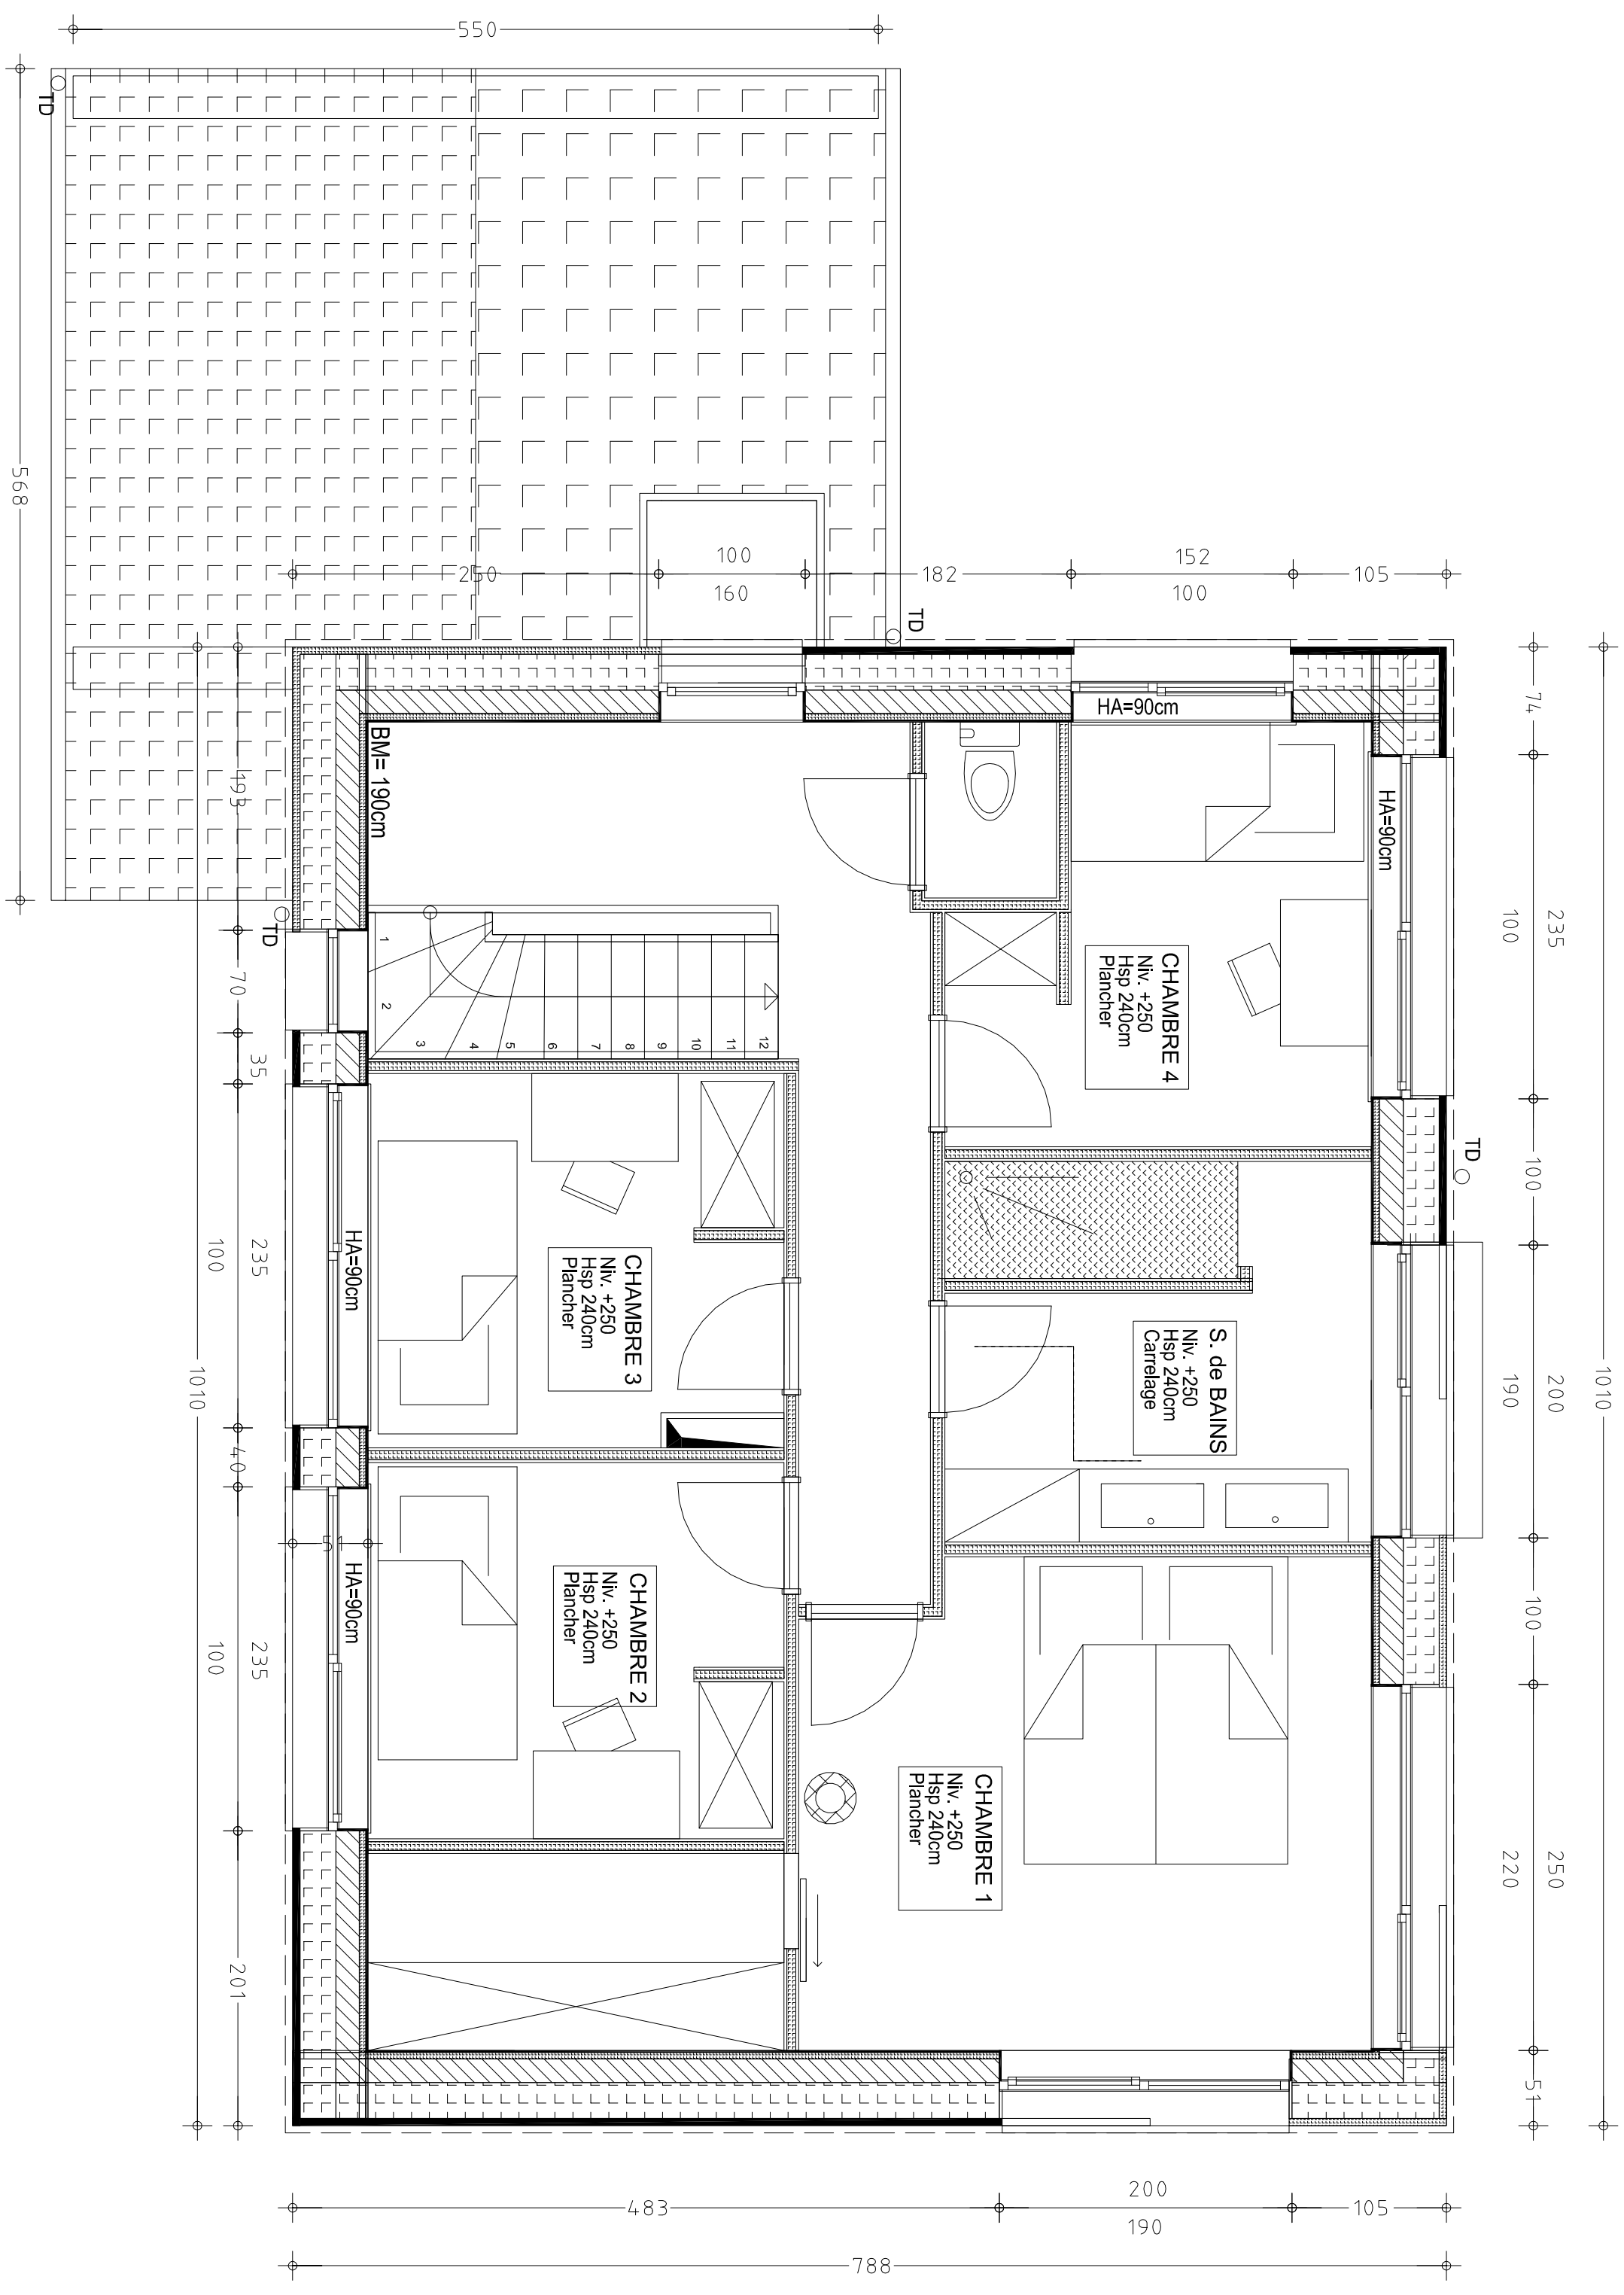 550
568
TD
TD
TD
TD
250
100
160
182
152
100
105
HA=90cm
HA=90cm
BM= 190cm
CHAMBRE 4
Niv. +250
Hsp 240cm
Plancher
S. de BAINS
Niv. +250
Hsp 240cm
Carrelage
CHAMBRE 3
Niv. +250
Hsp 240cm
Plancher
CHAMBRE 2
Niv. +250
Hsp 240cm
Plancher
CHAMBRE 1
Niv. +250
Hsp 240cm
Plancher
HA=90cm
HA=90cm
1
2
3
4
5
6
7
8
9
10
11
12
74
235
100
100
200
190
100
250
220
51
1010
193
70
35
235
100
40
235
100
201
51
1010
483
200
190
105
788